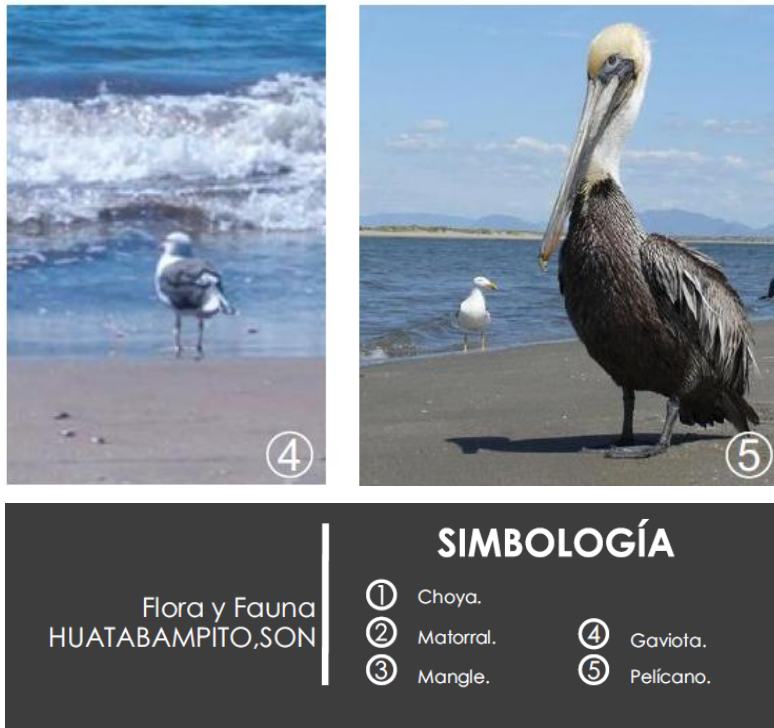 ④
⑤
Flora y Fauna
HUATABAMPITO,SON
SIMBOLOGÍA
① Choya.
② Matorral.
③ Mangle.
④ Gaviota.
⑤ Pelícano.